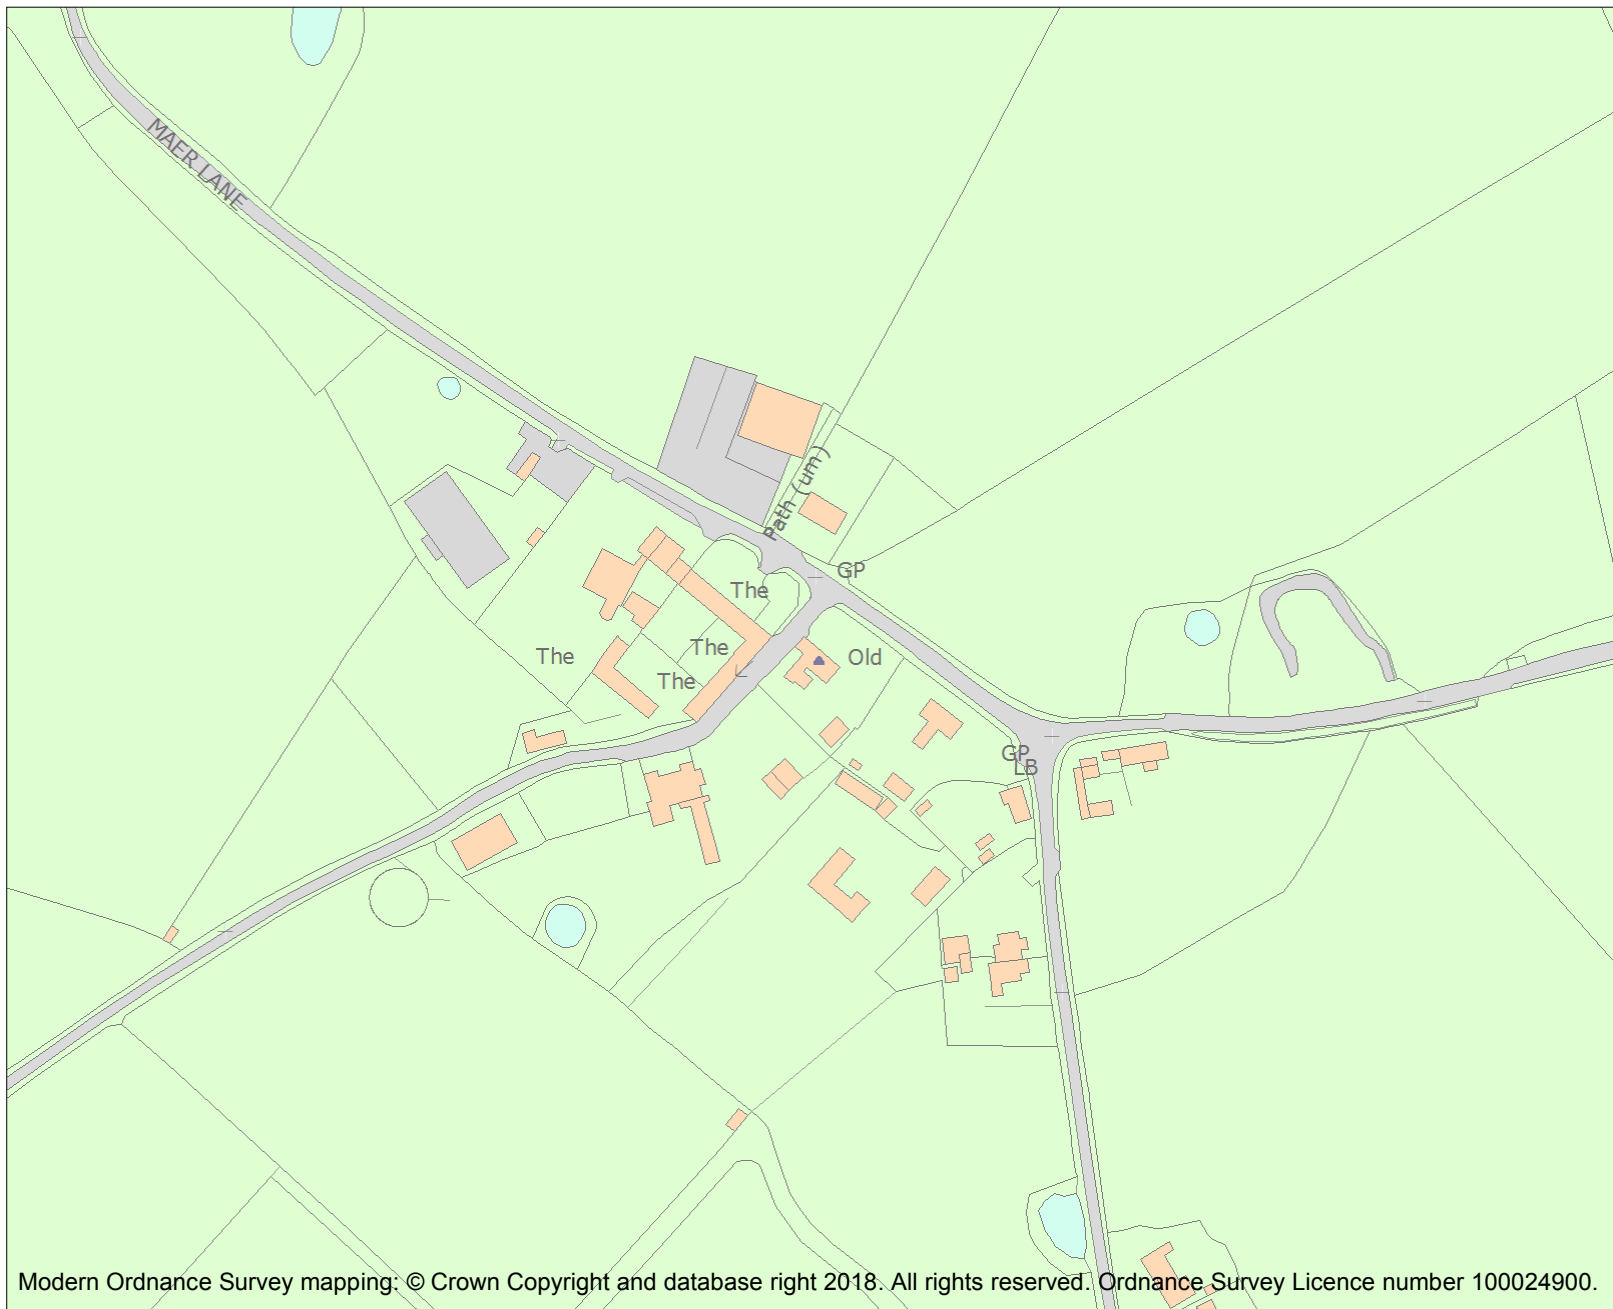 MAER LANE
Path (um)
GP
The
The
The
The
Old
GP
LB
Modern Ordnance Survey mapping: © Crown Copyright and database right 2018. All rights reserved. Ordnance Survey Licence number 100024900.